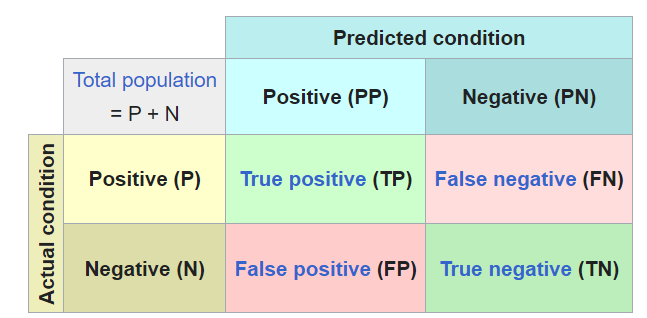 Predicted condition
Total population
= P + N
Positive (PP)
Negative (PN)
Actual condition
Positive (P)
True positive (TP)
False negative (FN)
Negative (N)
False positive (FP)
True negative (TN)